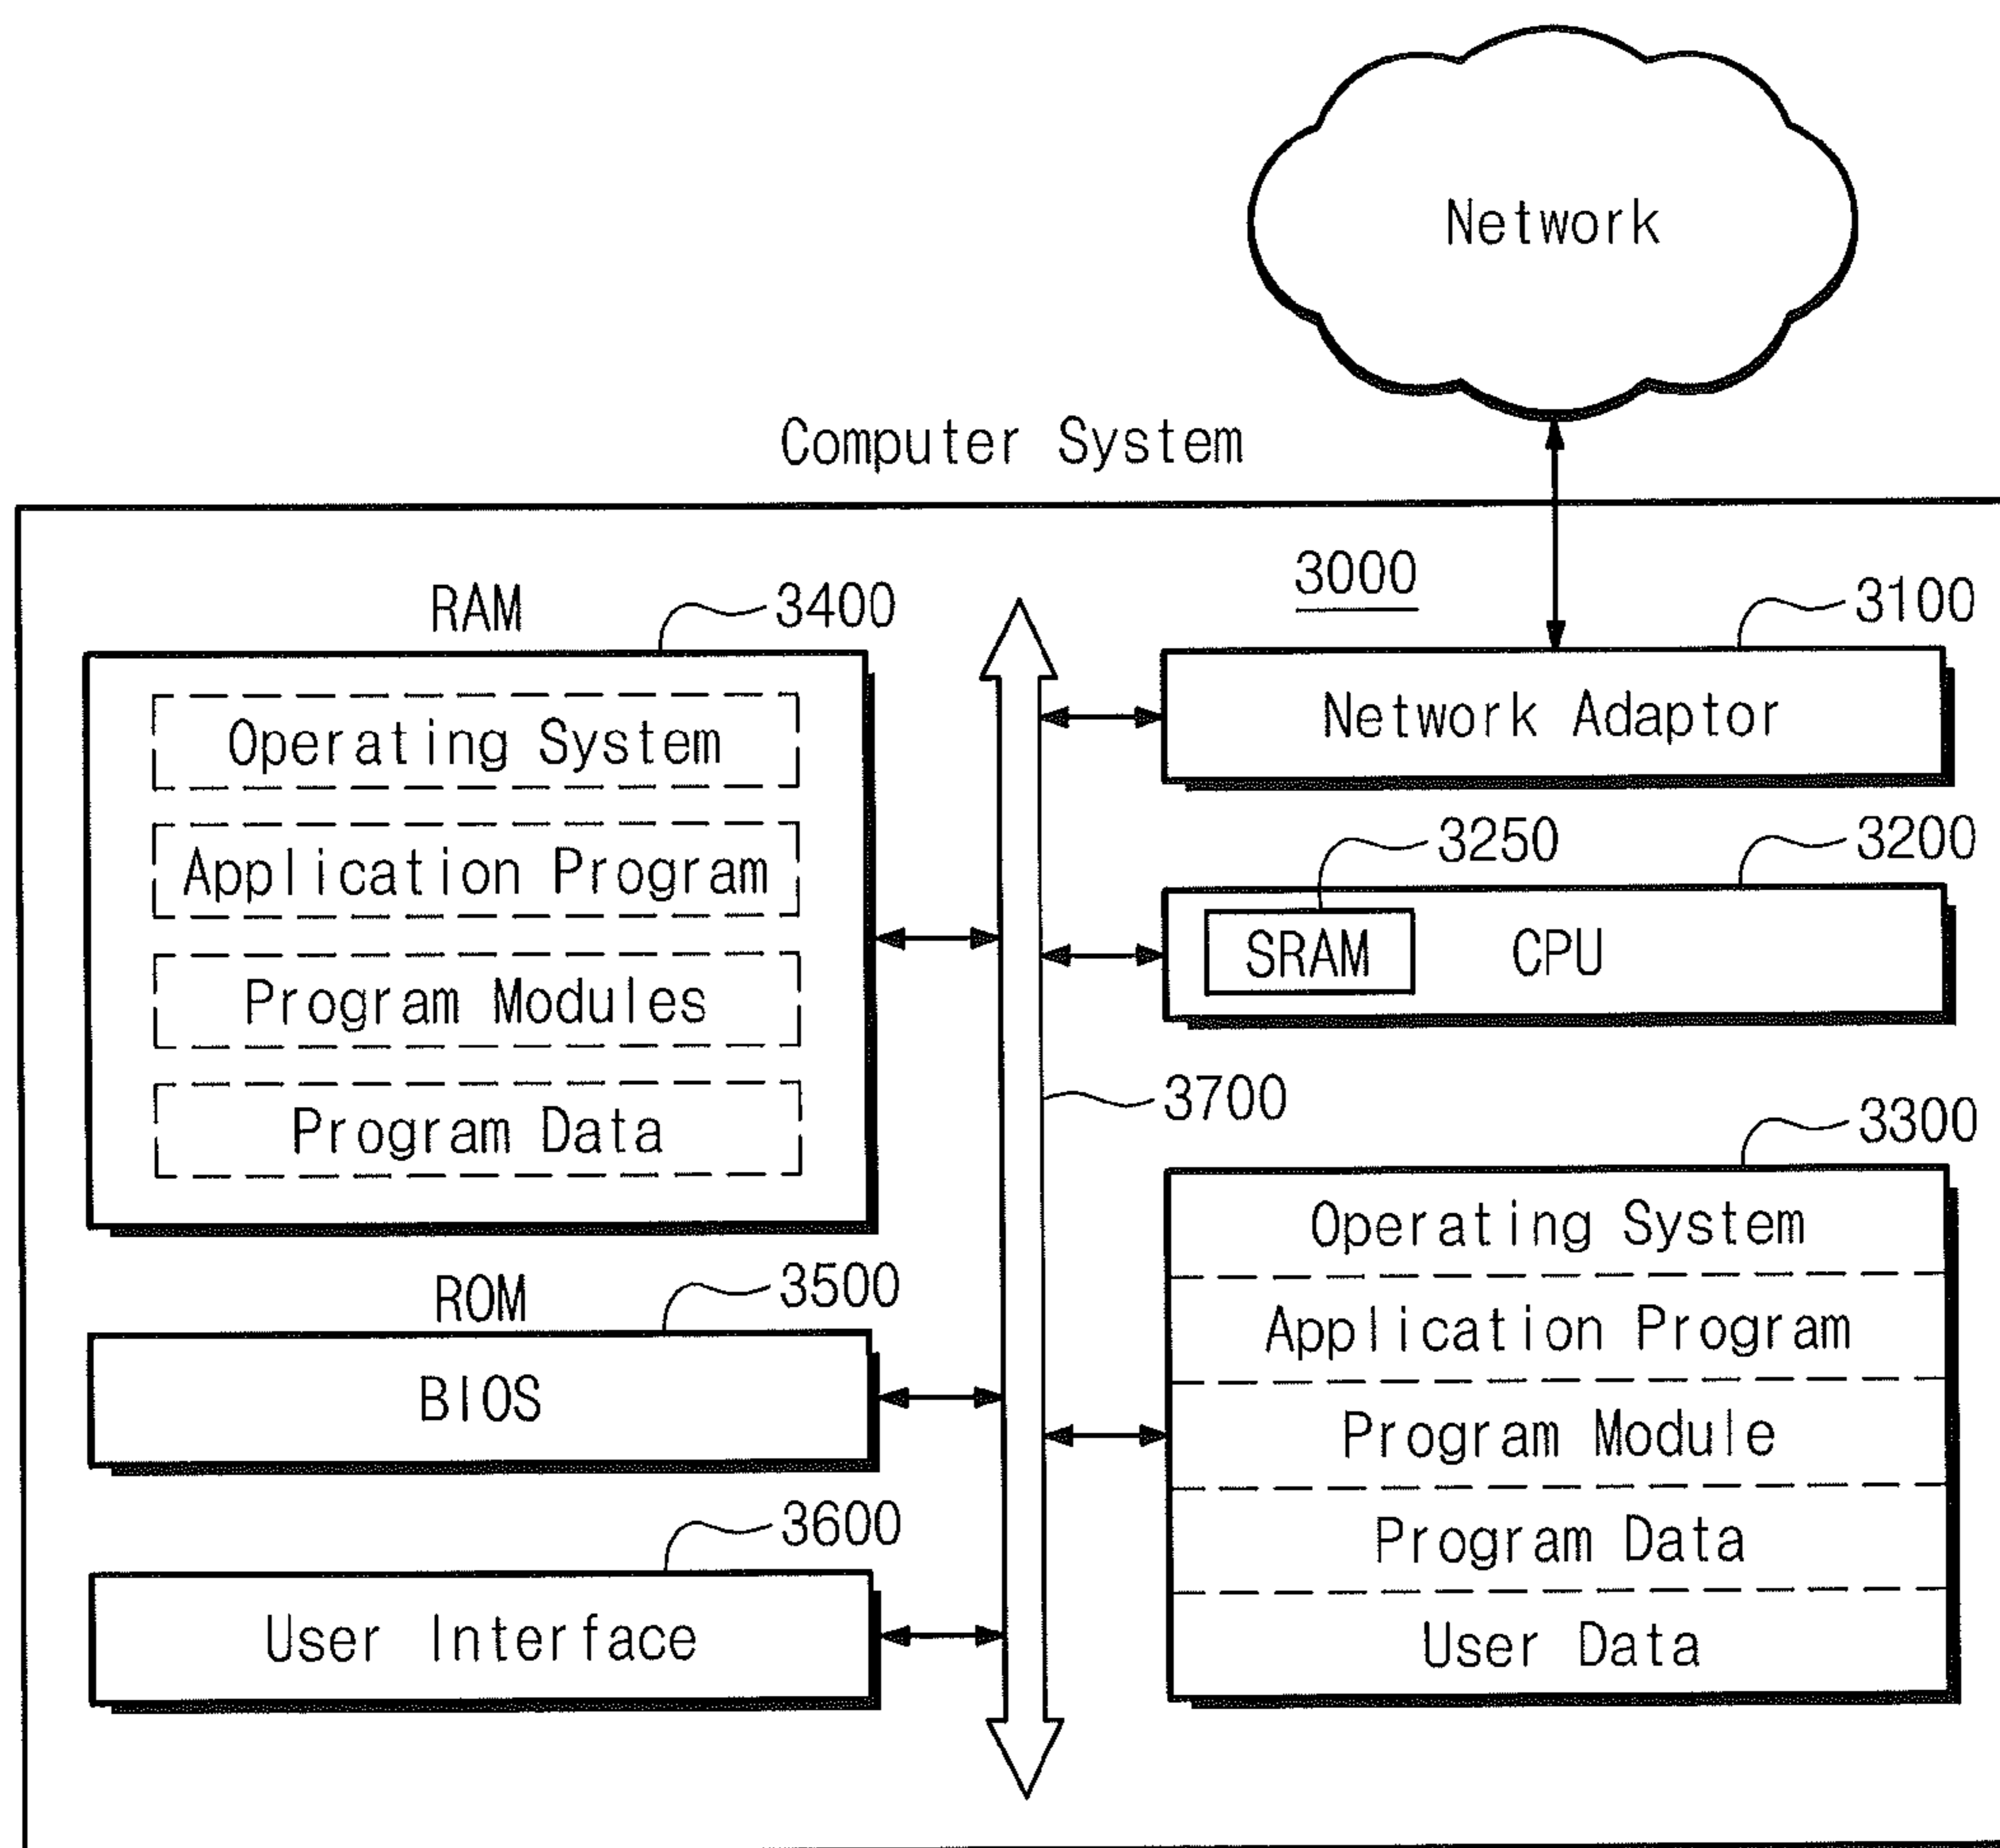 Network
Computer System
3000
RAM
3400
Operating System
Application Program
Program Modules
Program Data
ROM
3500
BIOS
3600
User Interface
3700
3100
Network Adaptor
3250
3200
SRAM
CPU
3300
Operating System
Application Program
Program Module
Program Data
User Data